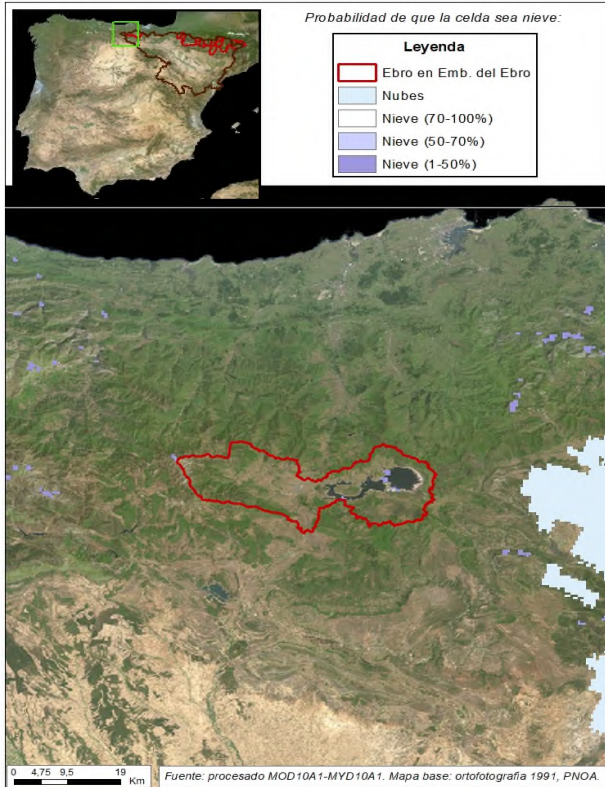 Probabilidad de que la celda sea nieve:
Leyenda
Ebro en Emb. del Ebro
Nubes
Nieve (70-100%)
Nieve (50-70%)
Nieve (1-50%)
0 4,75 9,5 19 Km
Fuente: procesado MOD10A1-MYD10A1. Mapa base: ortofotografía 1991, PNOA.